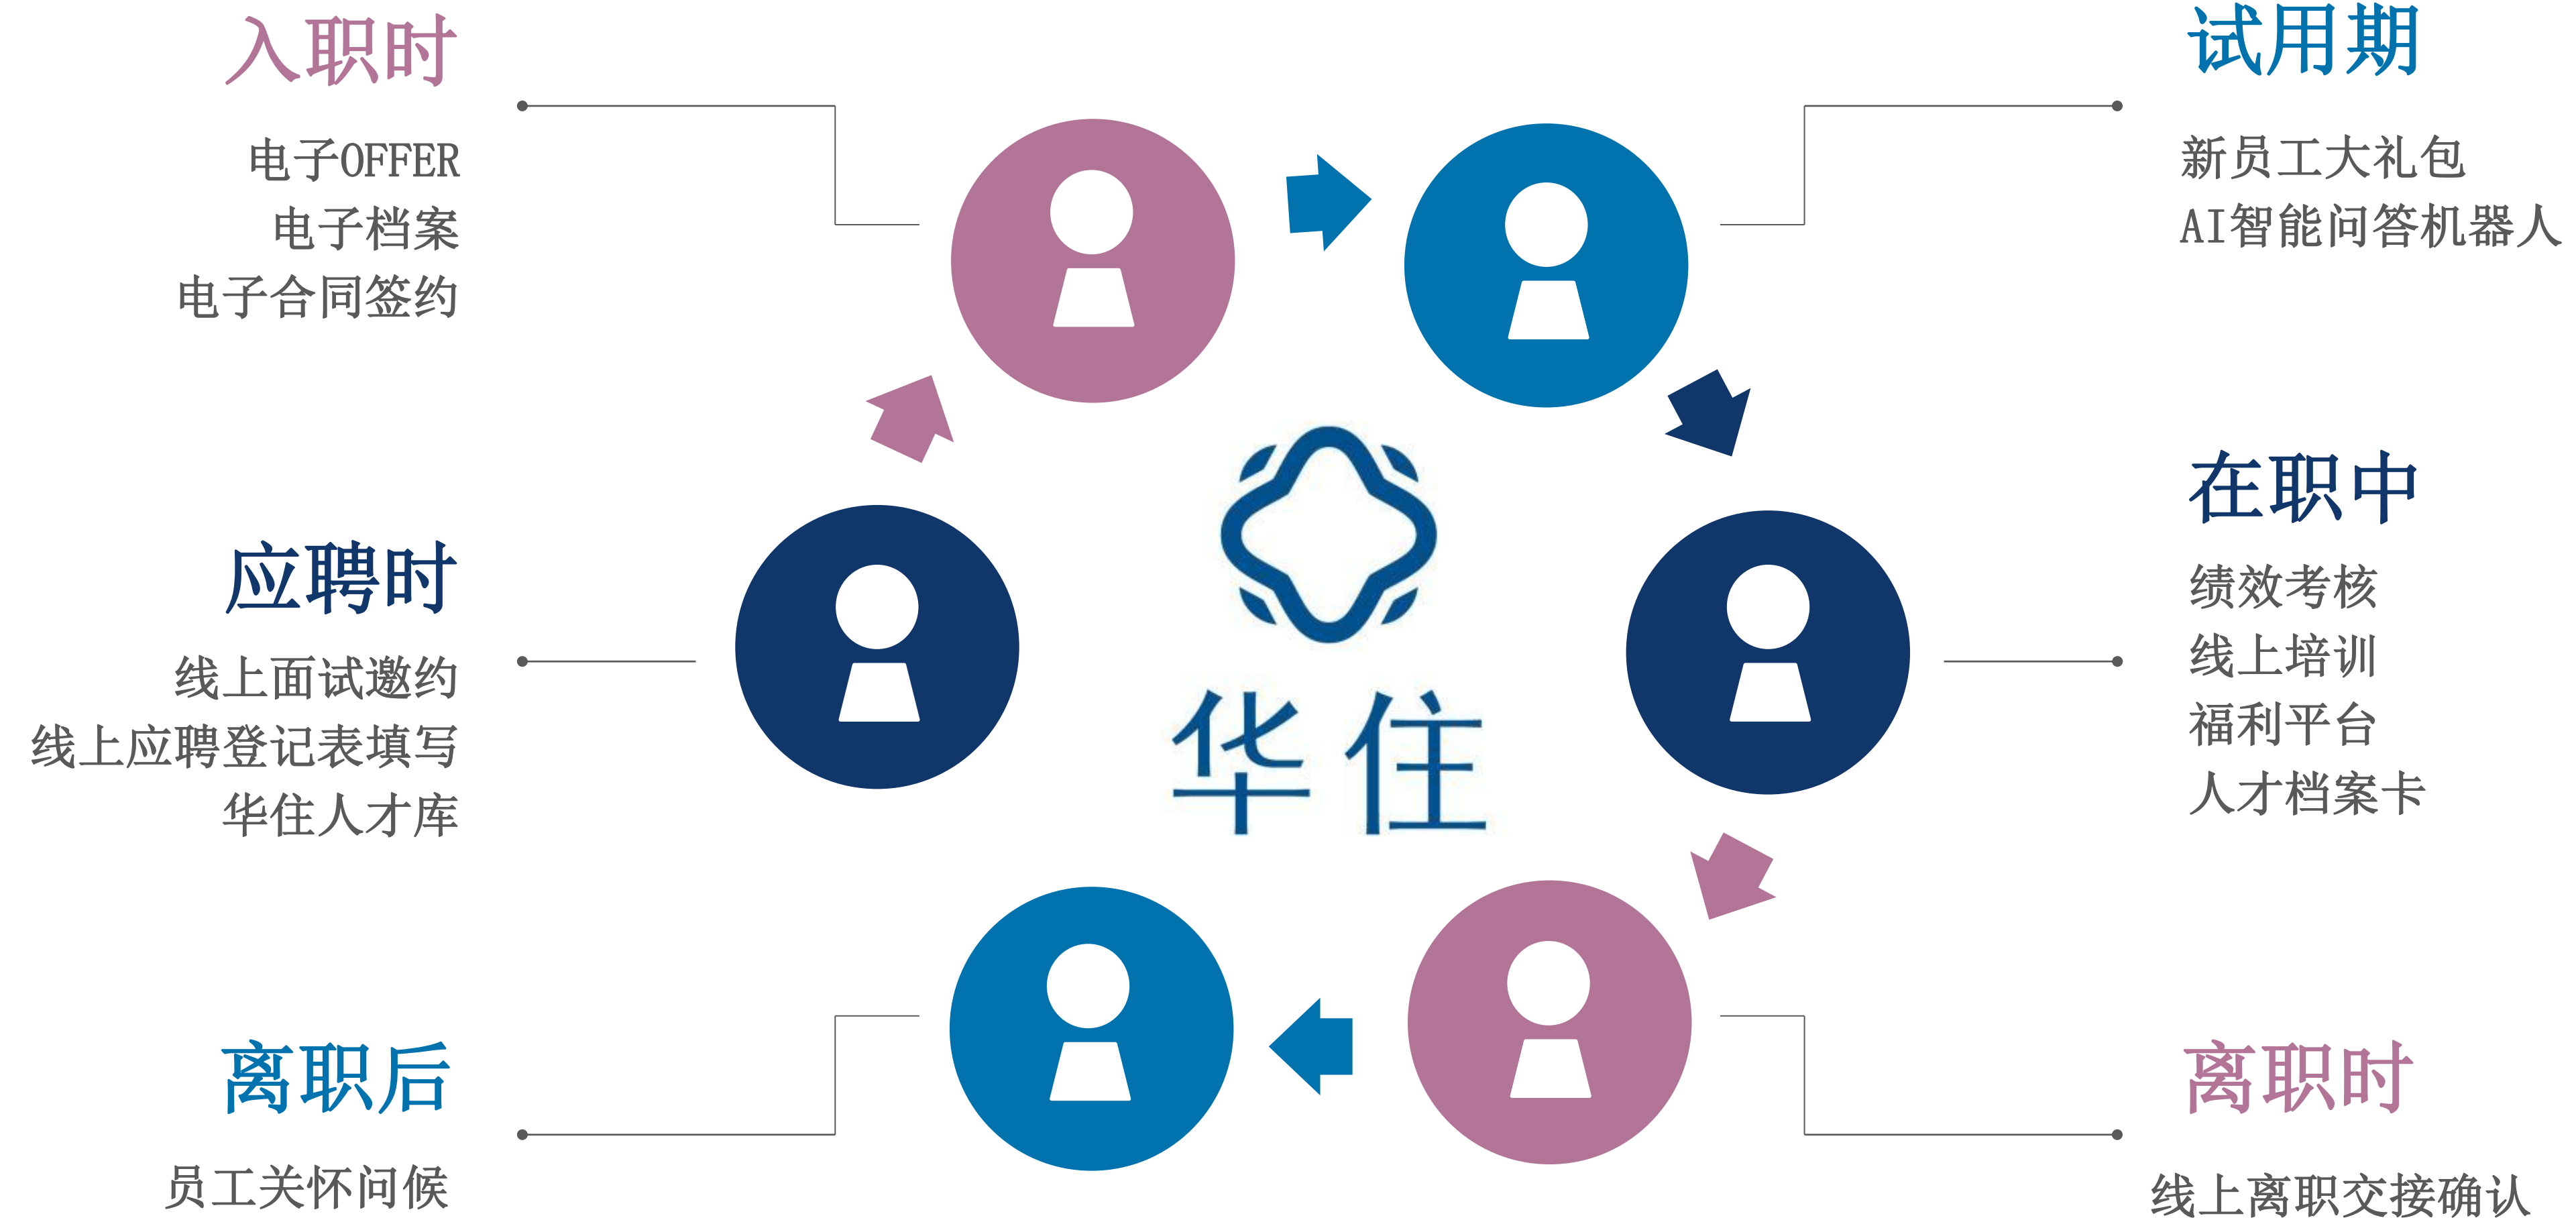 入职时
电子OFFER
电子档案
电子合同签约
试用期
新员工大礼包
AI智能问答机器人
应聘时
线上面试邀约
线上应聘登记表填写
华住人才库
华住
在职中
绩效考核
线上培训
福利平台
人才档案卡
离职后
员工关怀问候
离职时
线上离职交接确认